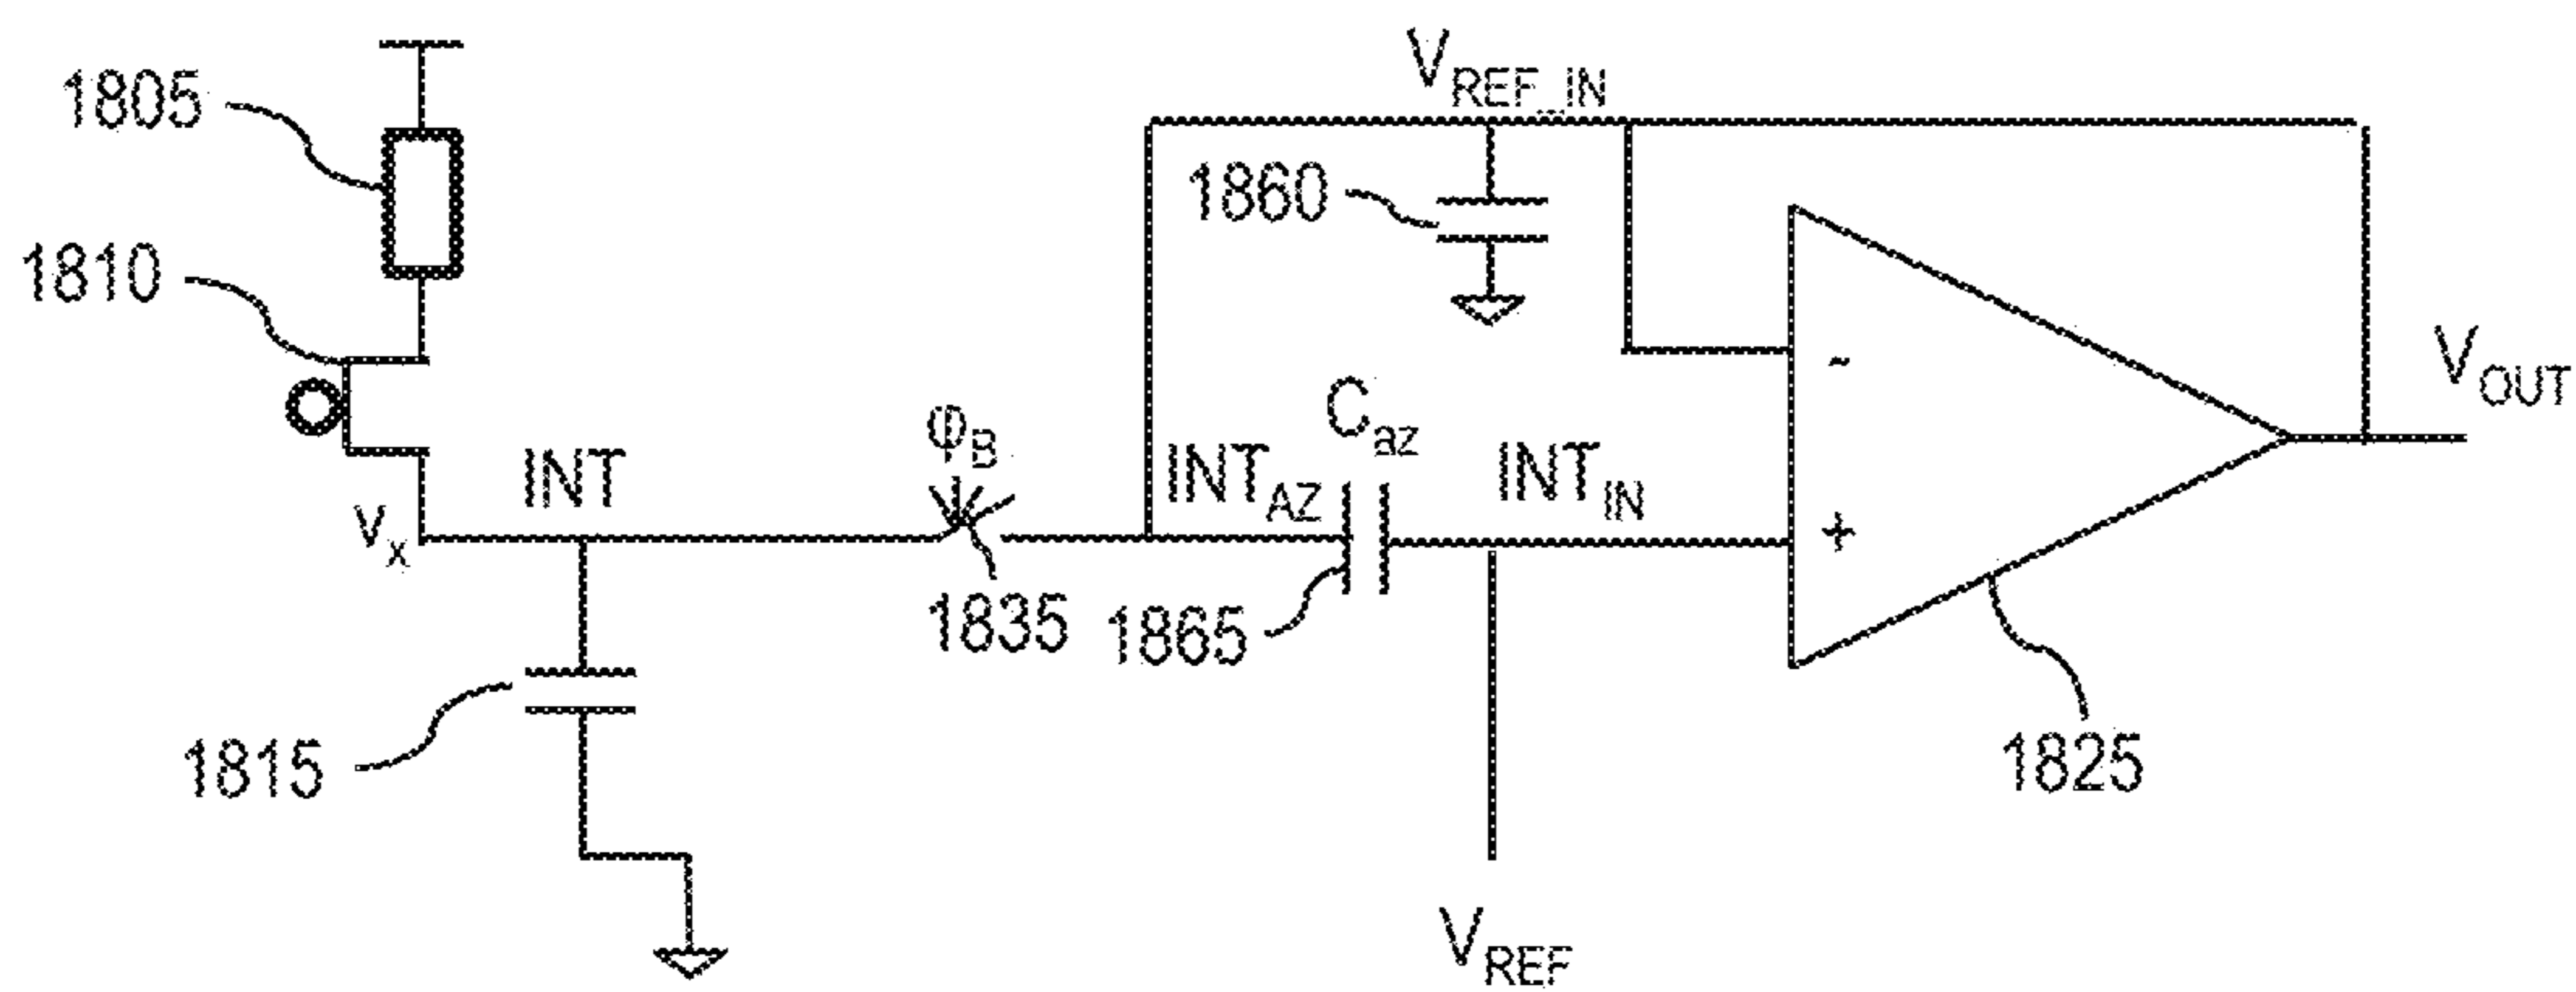 V_REF_IN
1805
1860
1810
V_OUT
-
C_az
φ_B
INT
INT_AZ
INT_IN
V_x
+
1835
1865
1815
1825
V_REF